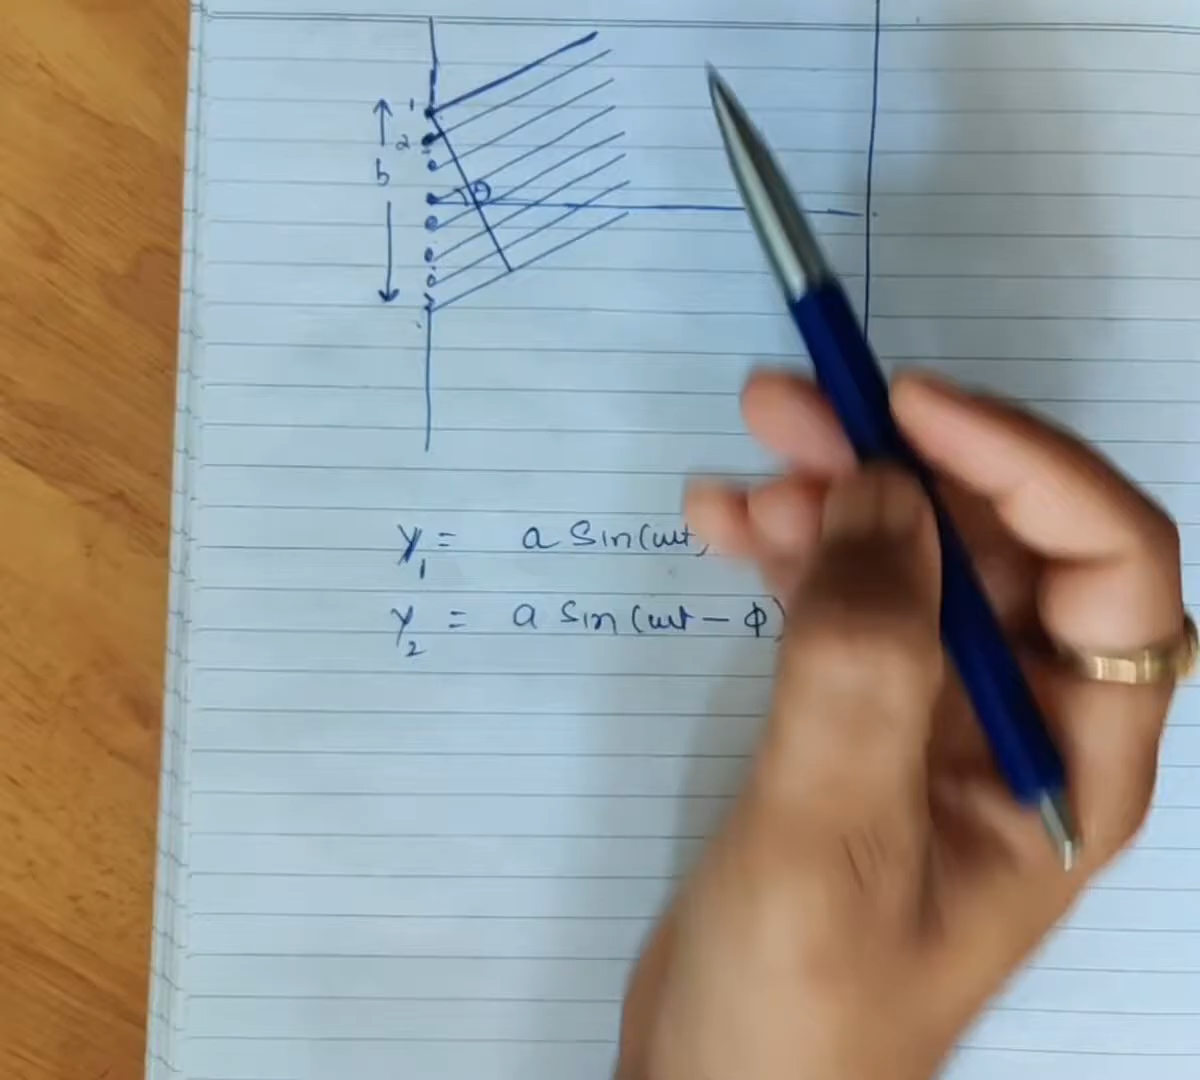 1
2
b
θ
y₁ = a Sin(ωt)
y₂ = a Sin(ωt − φ)